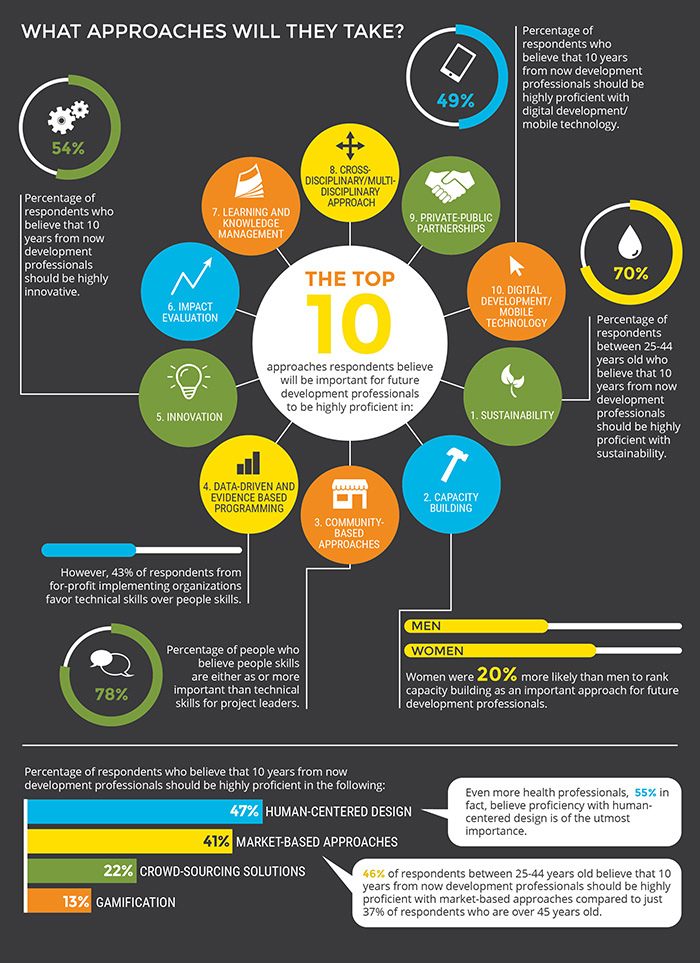 WHAT APPROACHES WILL THEY TAKE?
49%
Percentage of
respondents who
believe that 10 years
from now development
professionals should be
highly proficient with
digital development/
mobile technology.
54%
Percentage of
respondents who
believe that 10
years from now
development
professionals
should be highly
innovative.
8. CROSS-
DISCIPLINARY/MULTI-
DISCIPLINARY
APPROACH
7. LEARNING AND
KNOWLEDGE
MANAGEMENT
9. PRIVATE-PUBLIC
PARTNERSHIPS
6. IMPACT
EVALUATION
10. DIGITAL
DEVELOPMENT/
MOBILE
TECHNOLOGY
70%
Percentage of
respondents
between 25-44
years old who
believe that 10
years from now
development
professionals
should be highly
proficient with
sustainability.
THE TOP
10
approaches respondents believe
will be important for future
development professionals
to be highly proficient in:
5. INNOVATION
1. SUSTAINABILITY
4. DATA-DRIVEN AND
EVIDENCE BASED
PROGRAMMING
3. COMMUNITY-
BASED
APPROACHES
2. CAPACITY
BUILDING
However, 43% of respondents from
for-profit implementing organizations
favor technical skills over people skills.
78%
Percentage of people who
believe people skills
are either as or more
important than technical
skills for project leaders.
MEN
WOMEN
Women were 20% more likely than men to rank
capacity building as an important approach for future
development professionals.
Percentage of respondents who believe that 10 years from now
development professionals should be highly proficient in the following:
47% HUMAN-CENTERED DESIGN
41% MARKET-BASED APPROACHES
22% CROWD-SOURCING SOLUTIONS
13% GAMIFICATION
Even more health professionals, 55% in
fact, believe proficiency with human-
centered design is of the utmost
importance.
46% of respondents between 25-44 years old believe that 10
years from now development professionals should be highly
proficient with market-based approaches compared to just
37% of respondents who are over 45 years old.